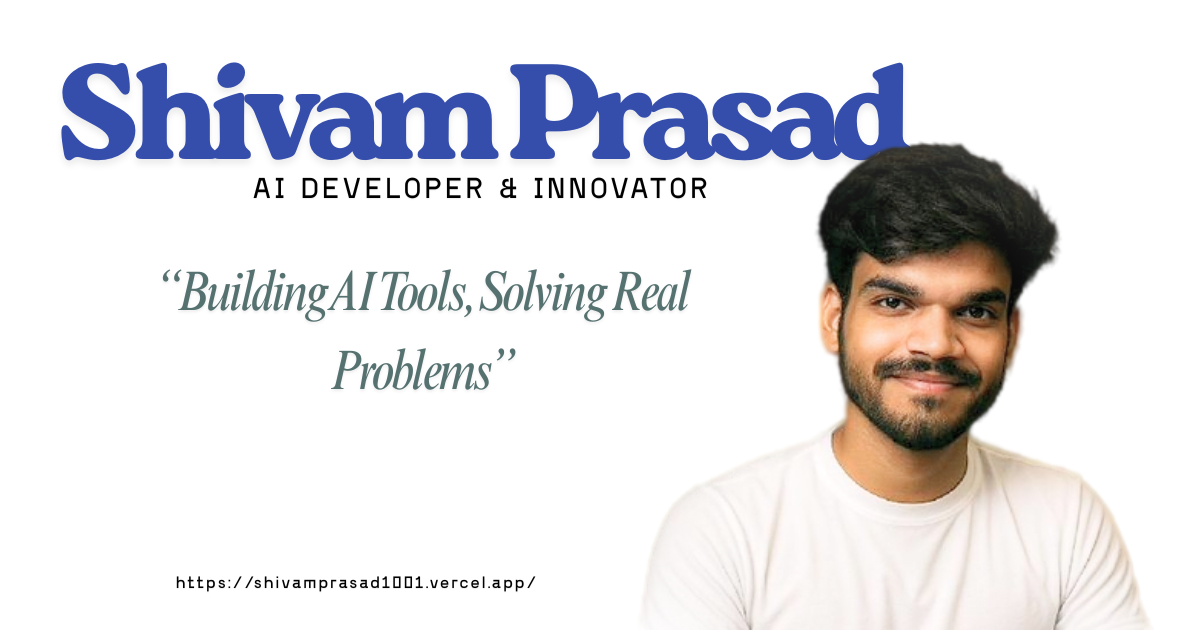 Shivam Prasad
AI DEVELOPER & INNOVATOR
“Building AI Tools, Solving Real
Problems”
https://shivamprasad1001.vercel.app/